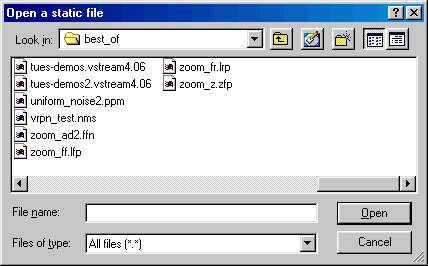 Open a static file
Look in: best_of
tues-demos.vstream4.06
tues-demos2.vstream4.06
uniform_noise2.ppm
vrpn_test.nms
zoom_ad2.ffn
zoom_ff.lfp
zoom_fr.lrp
zoom_z.zfp
File name:
Open
Files of type: All files (*.*)
Cancel